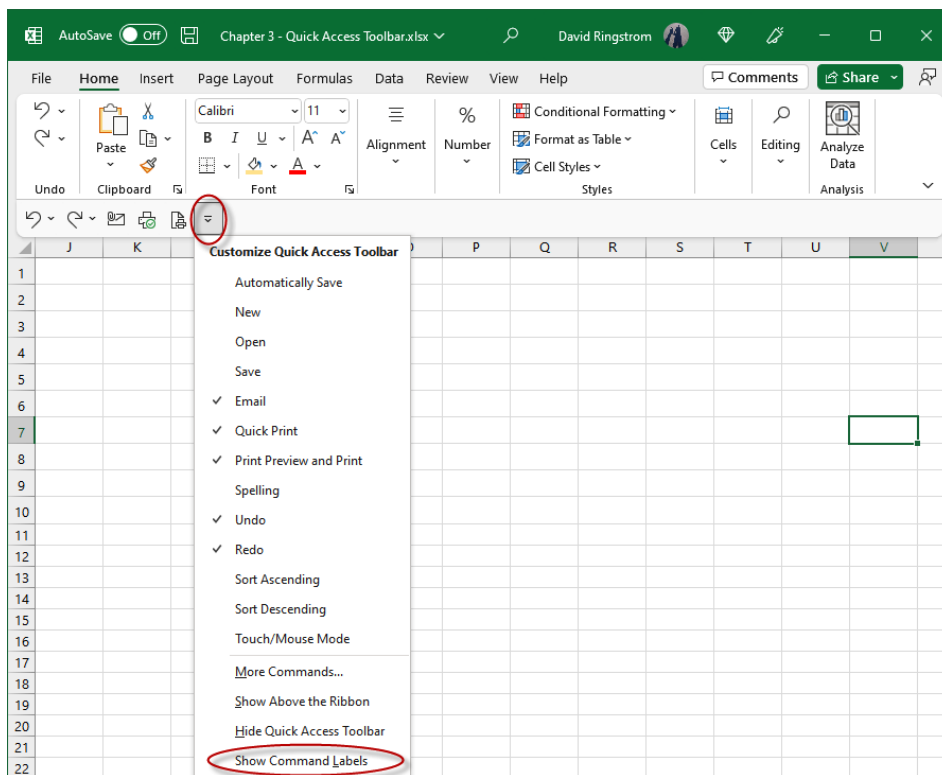 AutoSave Off Chapter 3 - Quick Access Toolbar.xlsx David Ringstrom
File Home Insert Page Layout Formulas Data Review View Help Comments Share
Calibri 11 % Conditional Formatting
Paste B I U A A Alignment Number Format as Table Cells Editing Analyze Data
A Cell Styles
Undo Clipboard Font Styles Analysis
Customize Quick Access Toolbar
J K P Q R S T U V
Automatically Save
New
Open
Save
Email
Quick Print
Print Preview and Print
Spelling
Undo
Redo
Sort Ascending
Sort Descending
Touch/Mouse Mode
More Commands...
Show Above the Ribbon
Hide Quick Access Toolbar
Show Command Labels
1
2
3
4
5
6
7
8
9
10
11
12
13
14
15
16
17
18
19
20
21
22